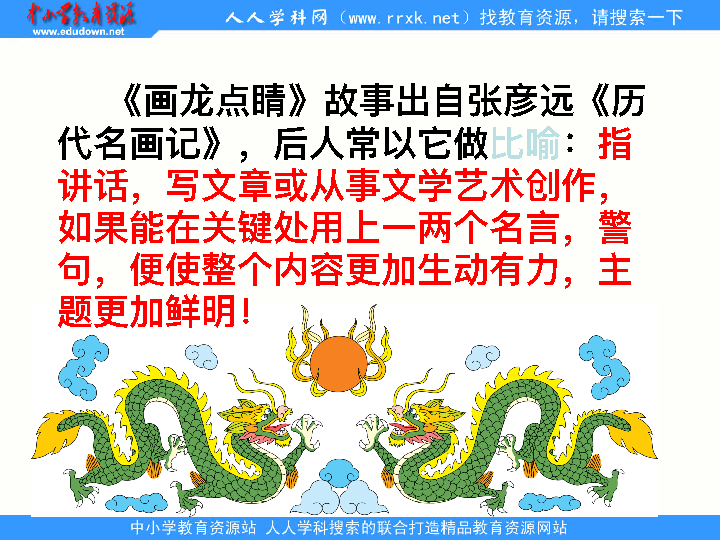 中小学教育资源
www.edudown.net
人人学科网（www.rrxk.net）找教育资源，请搜索一下
《画龙点睛》故事出自张彦远《历
代名画记》，后人常以它做比喻：指
讲话，写文章或从事文学艺术创作，
如果能在关键处用上一两个名言，警
句，便使整个内容更加生动有力，主
题更加鲜明！
中小学教育资源站 人人学科搜索的联合打造精品教育资源网站